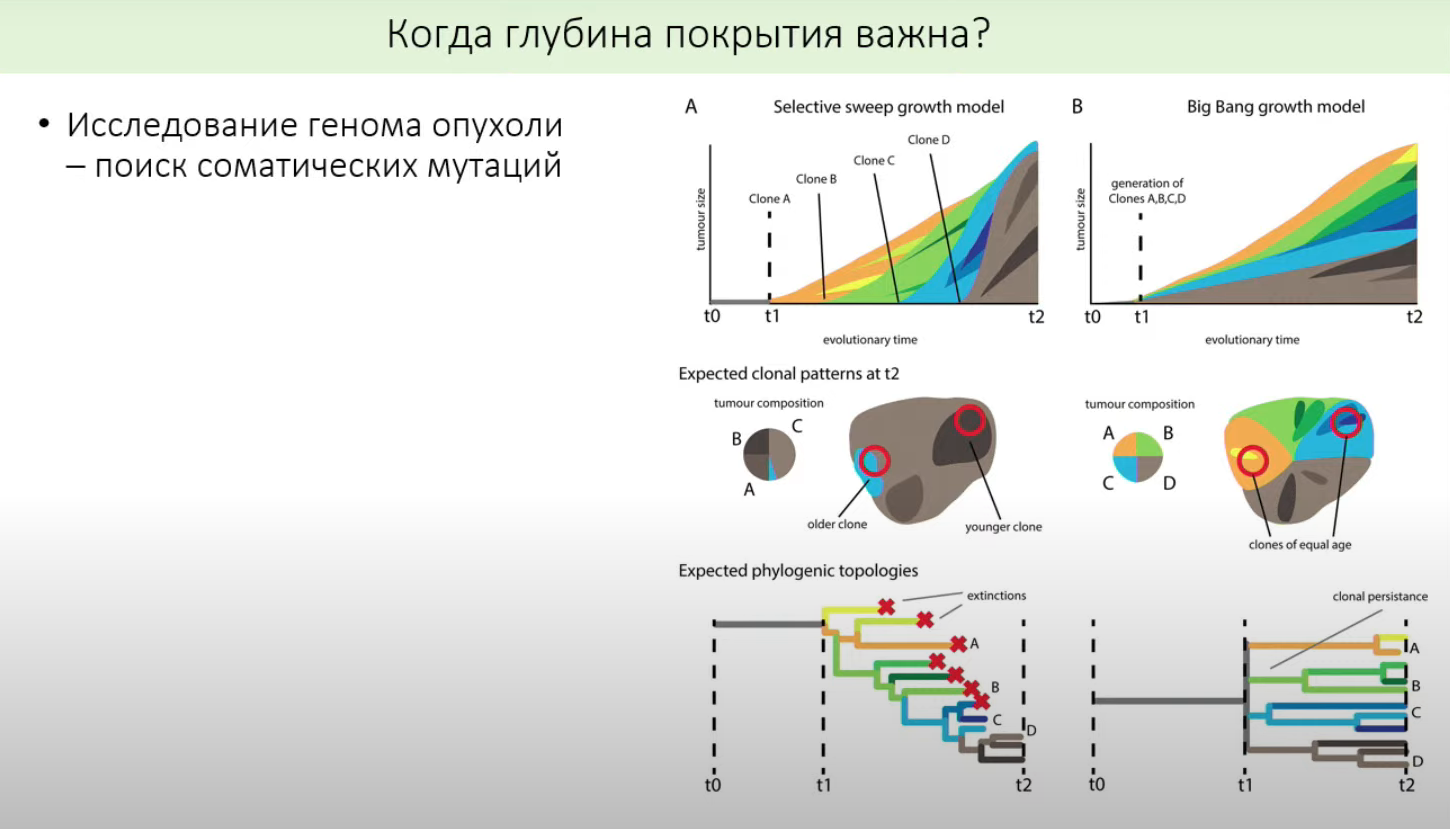 Когда глубина покрытия важна?
• Исследование генома опухоли
– поиск соматических мутаций
A
Selective sweep growth model
tumour size
Clone A
Clone B
Clone C
Clone D
t0
t1
t2
evolutionary time
B
Big Bang growth model
tumour size
generation of
Clones A,B,C,D
t0
t1
t2
evolutionary time
Expected clonal patterns at t2
tumour composition
B
C
A
older clone
younger clone
tumour composition
A
B
C
D
clones of equal age
Expected phylogenic topologies
extinctions
A
B
C
D
t0
t1
t2
clonal persistance
A
B
C
D
t0
t1
t2